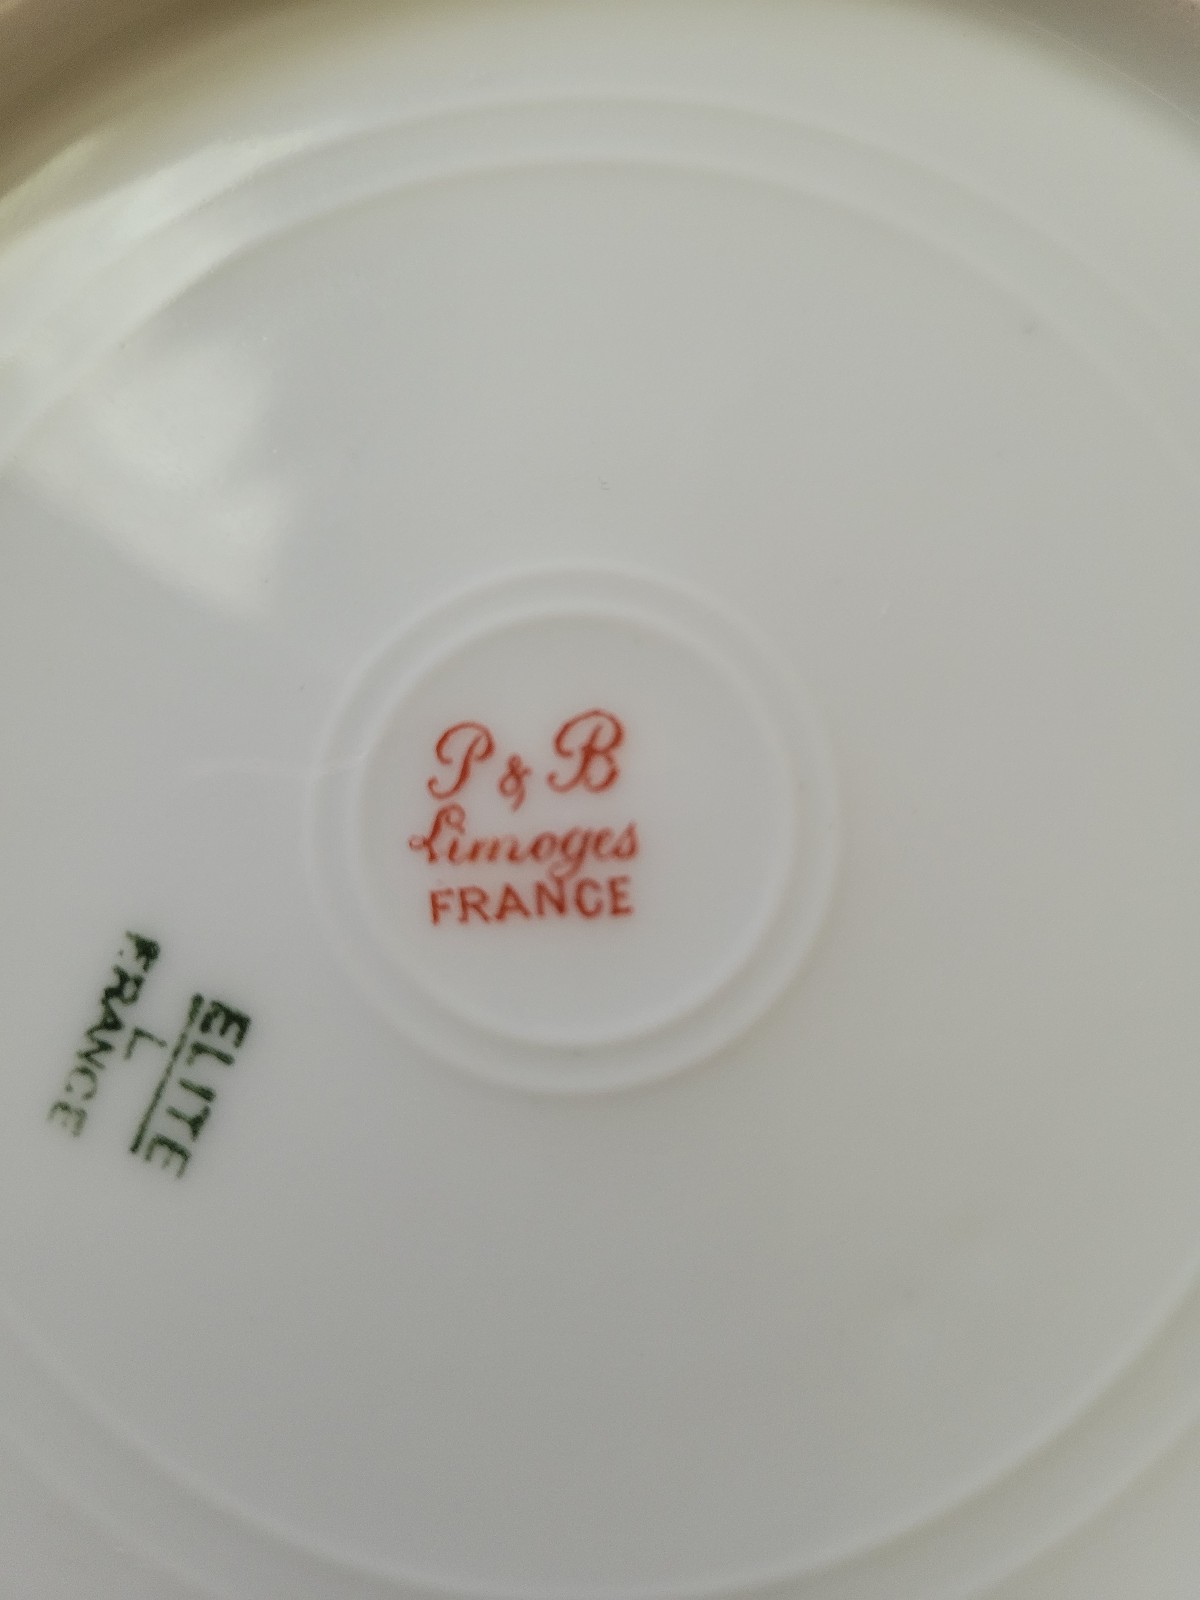 P & B
Limoges
FRANCE
ELITE
L
FRANCE